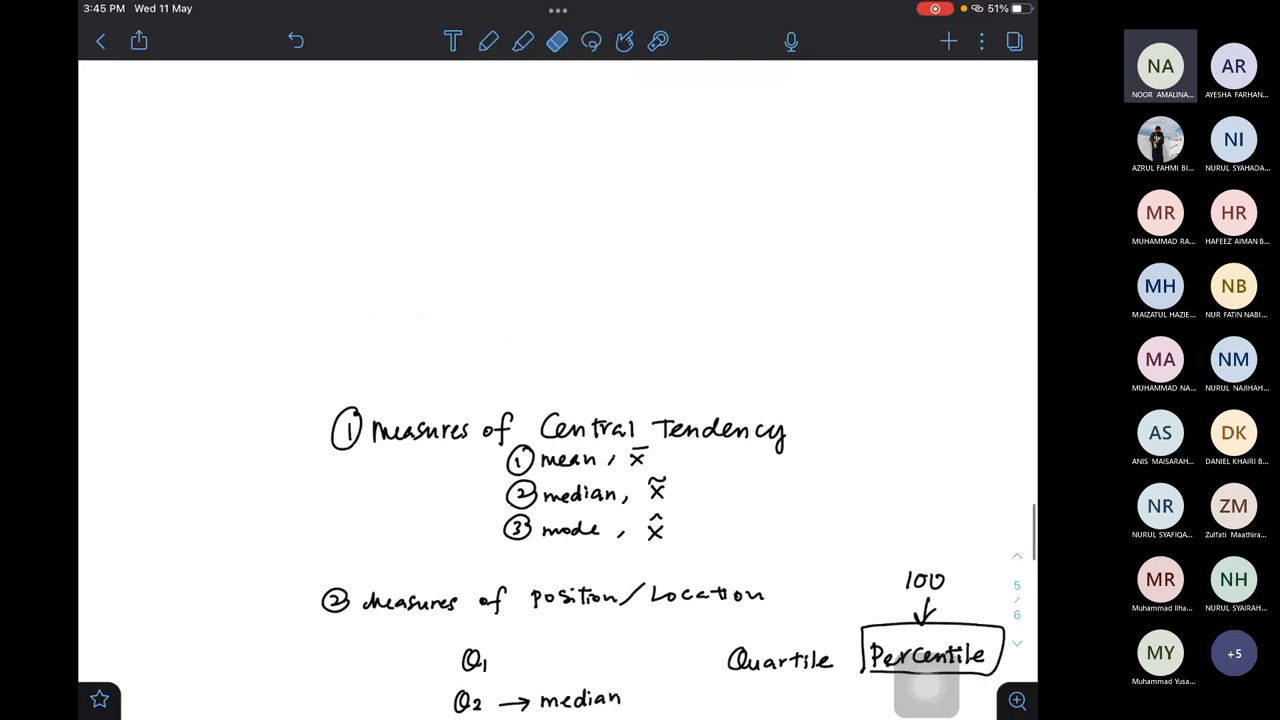 3:45 PM Wed 11 May
51%
① measures of Central Tendency
① mean, x̄
② median, x̃
③ mode, x̂
② measures of position/Location
100
Q₁
Quartile
Percentile
Q₂ → median
5
/
6
NA
NOOR AMALINA...
AR
AYESHA FARHAN...
AZRUL FAHMI BI...
NI
NURUL SYAHADA...
MR
MUHAMMAD RA...
HR
HAFEEZ AIMAN B...
MH
MAIZATUL HAZIE...
NB
NUR FATIN NABI...
MA
MUHAMMAD NA...
NM
NURUL NAJIHAH...
AS
ANIS MAISARAH...
DK
DANIEL KHAIRI B...
NR
NURUL SYAFIQA...
ZM
Zulfati Maathira...
MR
Muhammad Ilha...
NH
NURUL SYAIRAH...
MY
Muhammad Yusa...
+5